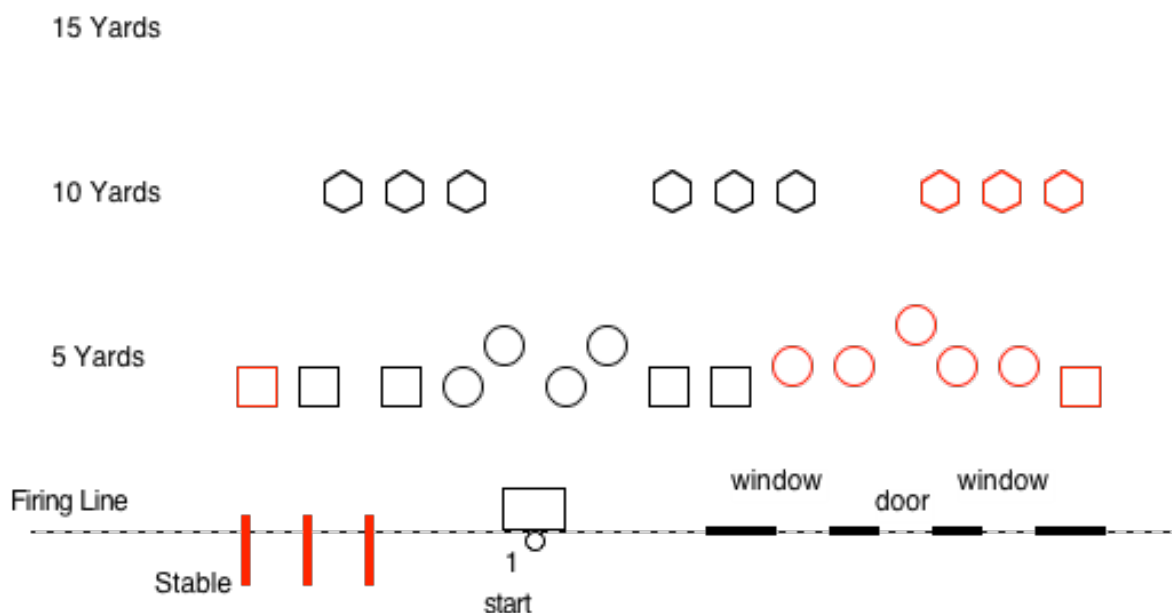 15 Yards
10 Yards
5 Yards
window
window
door
Firing Line
1
Stable
start